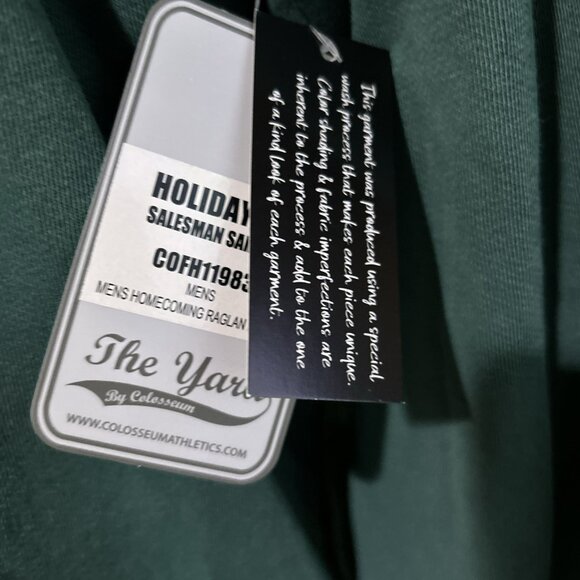 HOLIDAY
SALESMAN
COFH11983
MENS
MENS HOMECOMING RAGLAN
The Yard
By Colosseum
WWW.COLOSSEUMATHLETICS.COM
This garment was produced using a special
wash process that makes each piece unique.
Color shading & fabric imperfections are
inherent to the process & add to the one
of a kind look of each garment.